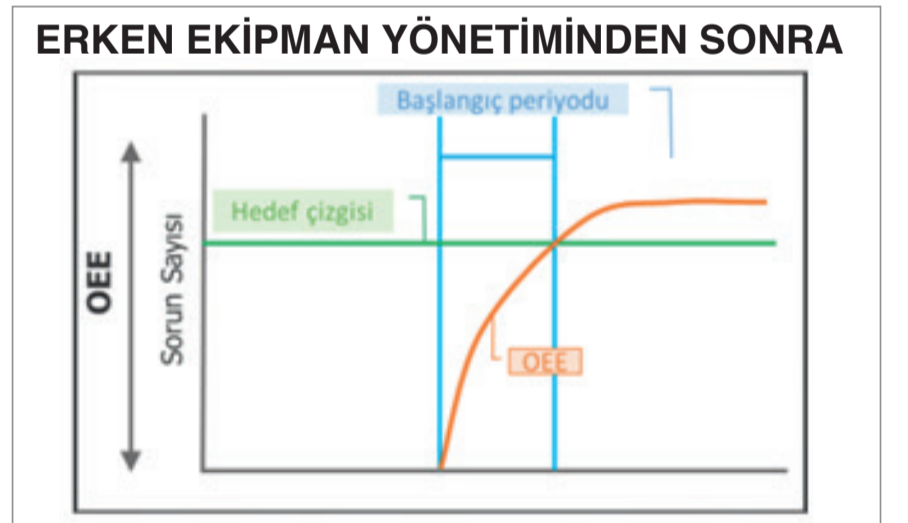 ERKEN EKİPMAN YÖNETİMİNDEN SONRA
Başlangıç periyodu
Hedef çizgisi
OEE
Sorun Sayısı
OEE